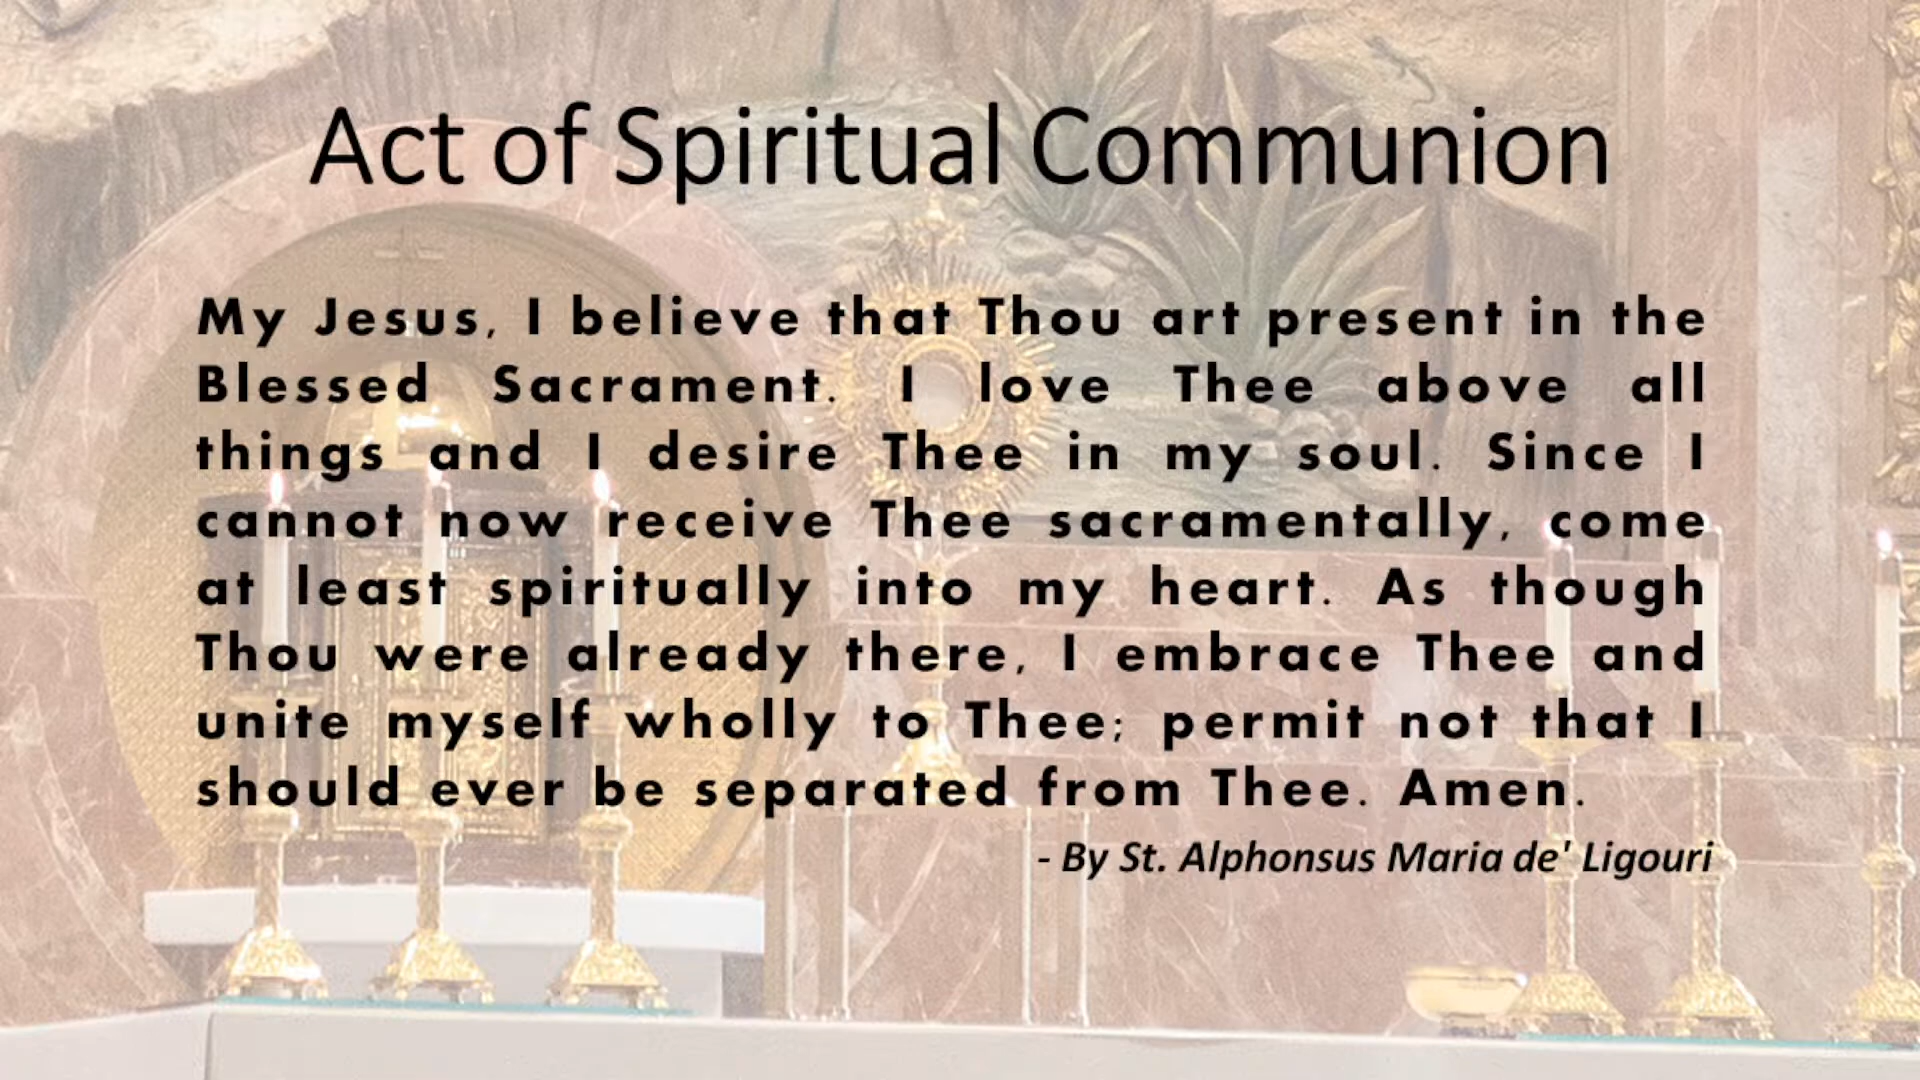 Act of Spiritual Communion
My Jesus, I believe that Thou art present in the
Blessed Sacrament. I love Thee above all
things and I desire Thee in my soul. Since I
cannot now receive Thee sacramentally, come
at least spiritually into my heart. As though
Thou were already there, I embrace Thee and
unite myself wholly to Thee; permit not that I
should ever be separated from Thee. Amen.
- By St. Alphonsus Maria de' Ligouri